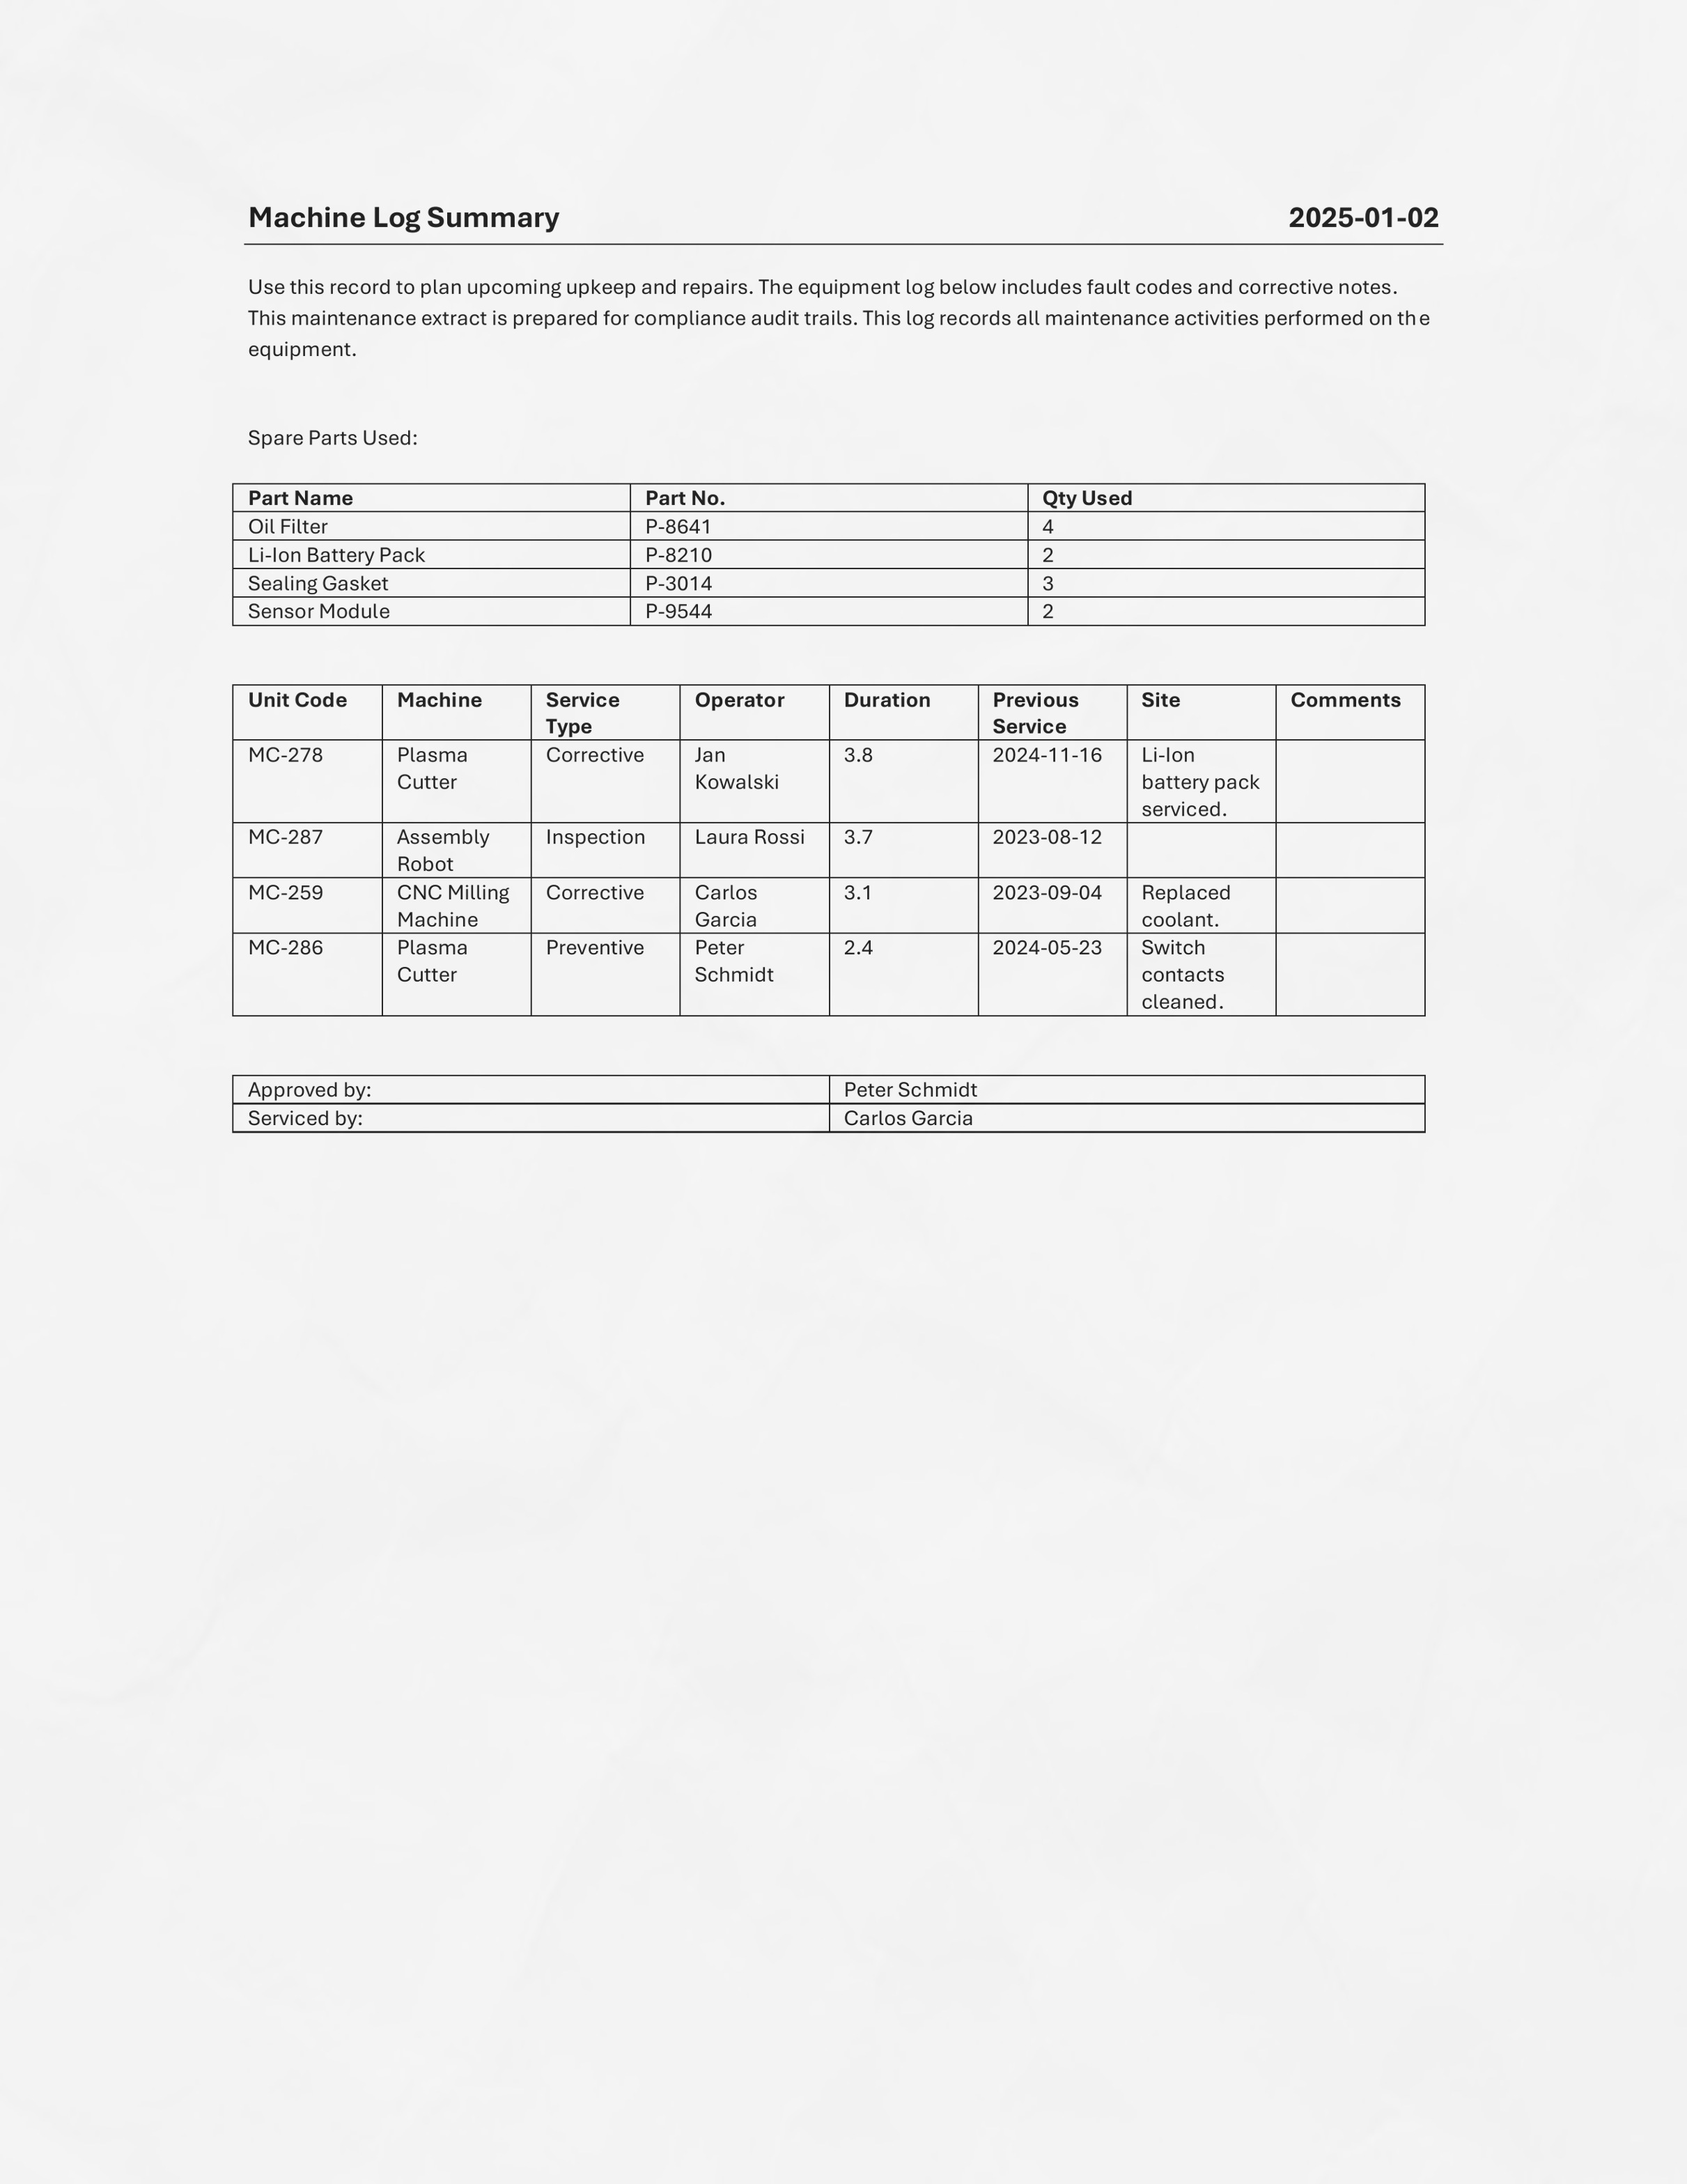 Machine Log Summary 2025-01-02
Use this record to plan upcoming upkeep and repairs. The equipment log below includes fault codes and corrective notes.
This maintenance extract is prepared for compliance audit trails. This log records all maintenance activities performed on the
equipment.
Spare Parts Used:
Part Name Part No. Qty Used
Oil Filter P-8641 4
Li-Ion Battery Pack P-8210 2
Sealing Gasket P-3014 3
Sensor Module P-9544 2
Unit Code Machine Service Operator Duration Previous Site Comments
Type Service
MC-278 Plasma Corrective Jan 3.8 2024-11-16 Li-Ion
Cutter Kowalski battery pack
serviced.
MC-287 Assembly Inspection Laura Rossi 3.7 2023-08-12
Robot
MC-259 CNC Milling Corrective Carlos 3.1 2023-09-04 Replaced
Machine Garcia coolant.
MC-286 Plasma Preventive Peter 2.4 2024-05-23 Switch
Cutter Schmidt contacts
cleaned.
Approved by: Peter Schmidt
Serviced by: Carlos Garcia